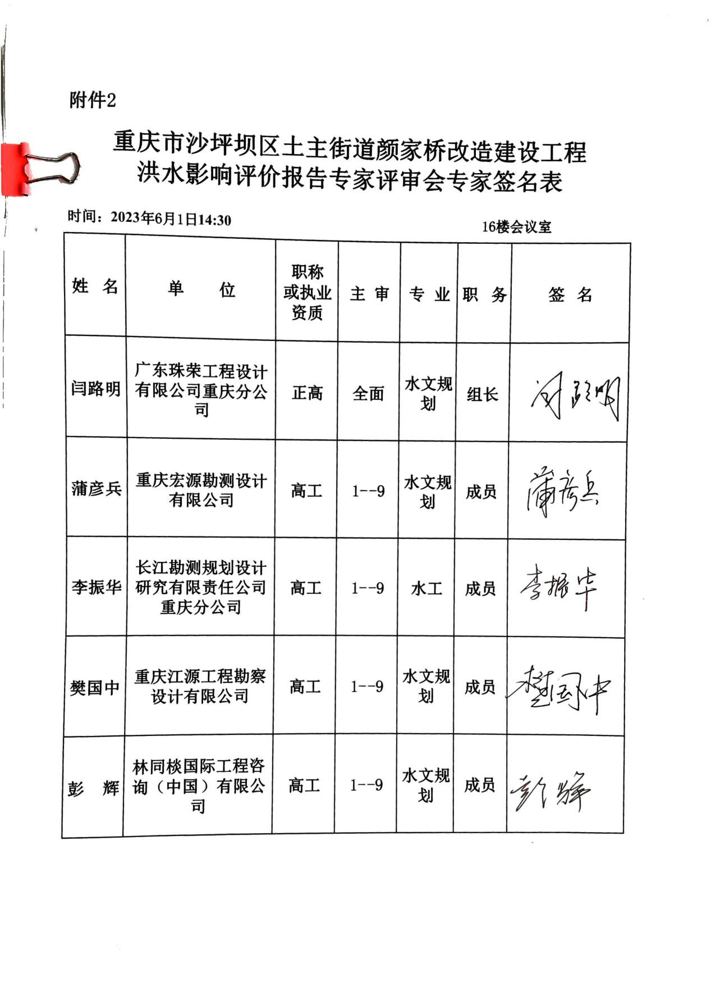 附件2
重庆市沙坪坝区土主街道颜家桥改造建设工程
洪水影响评价报告专家评审会专家签名表
时间：2023年6月1日14:30
16楼会议室
姓 名
单 位
职称
或执业
资质
主 审
专 业
职 务
签 名
闫路明
广东珠荣工程设计
有限公司重庆分公
司
正高
全面
水文规
划
组长
闫路明
蒲彦兵
重庆宏源勘测设计
有限公司
高工
1--9
水文规
划
成员
蒲彦兵
李振华
长江勘测规划设计
研究有限责任公司
重庆分公司
高工
1--9
水工
成员
李振华
樊国中
重庆江源工程勘察
设计有限公司
高工
1--9
水文规
划
成员
樊国中
彭 辉
林同棪国际工程咨
询（中国）有限公
司
高工
1--9
水文规
划
成员
彭辉